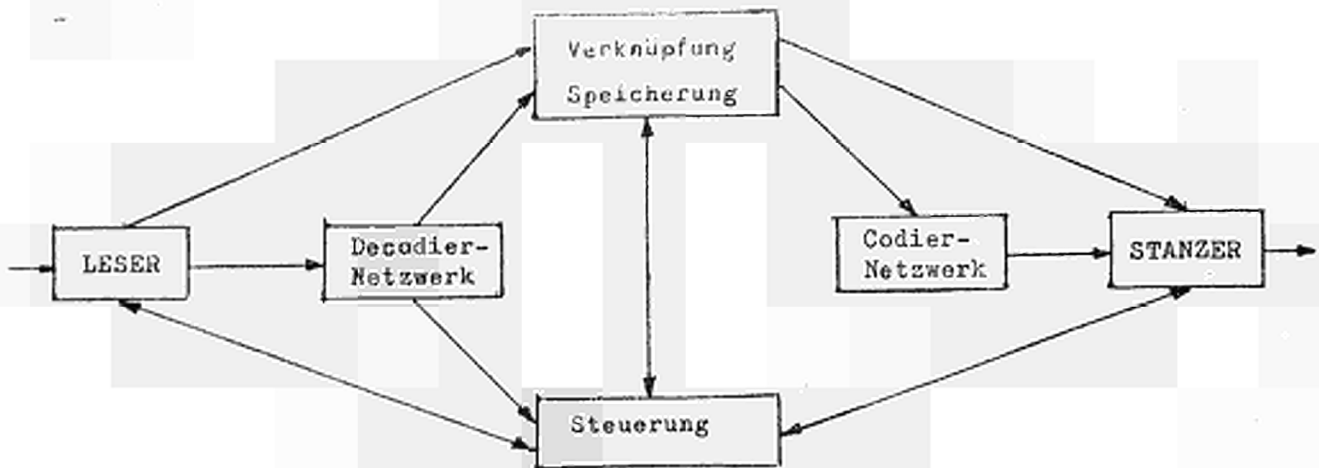 Verknüpfung
Speicherung
LESER
Decodier-
Netzwerk
Codier-
Netzwerk
STANZER
Steuerung